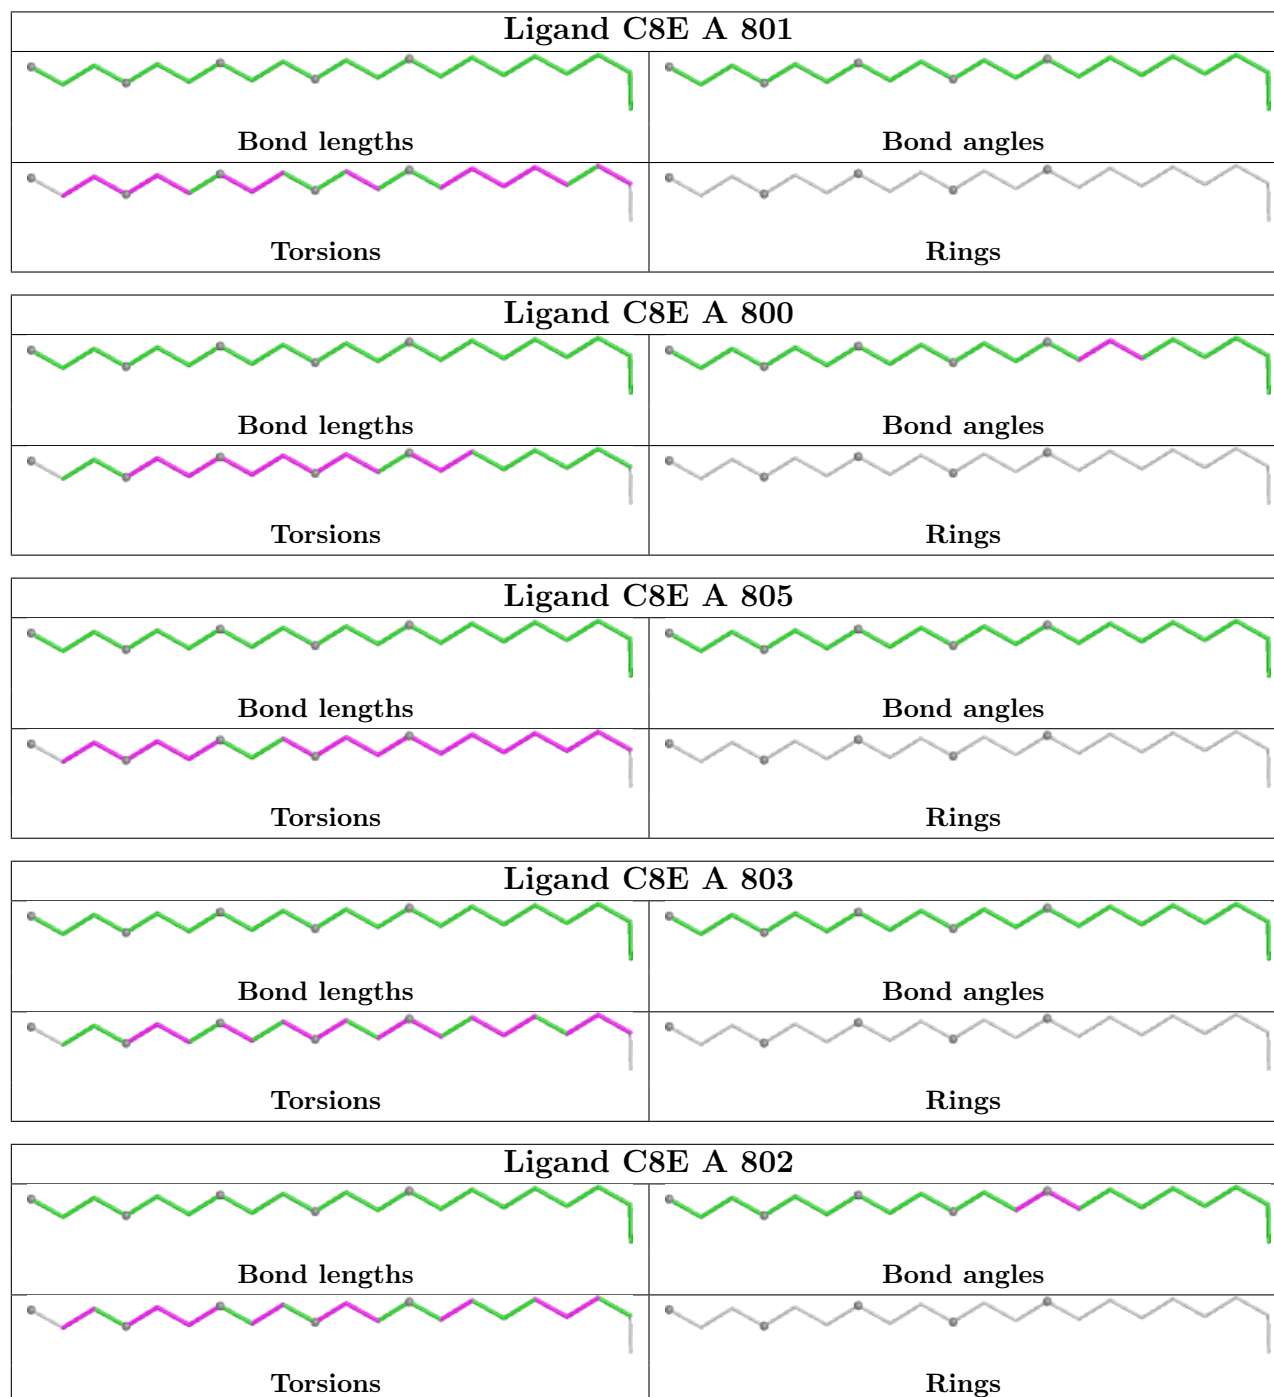 Ligand C8E A 801
Bond lengths
Bond angles
Torsions
Rings
Ligand C8E A 800
Bond lengths
Bond angles
Torsions
Rings
Ligand C8E A 805
Bond lengths
Bond angles
Torsions
Rings
Ligand C8E A 803
Bond lengths
Bond angles
Torsions
Rings
Ligand C8E A 802
Bond lengths
Bond angles
Torsions
Rings